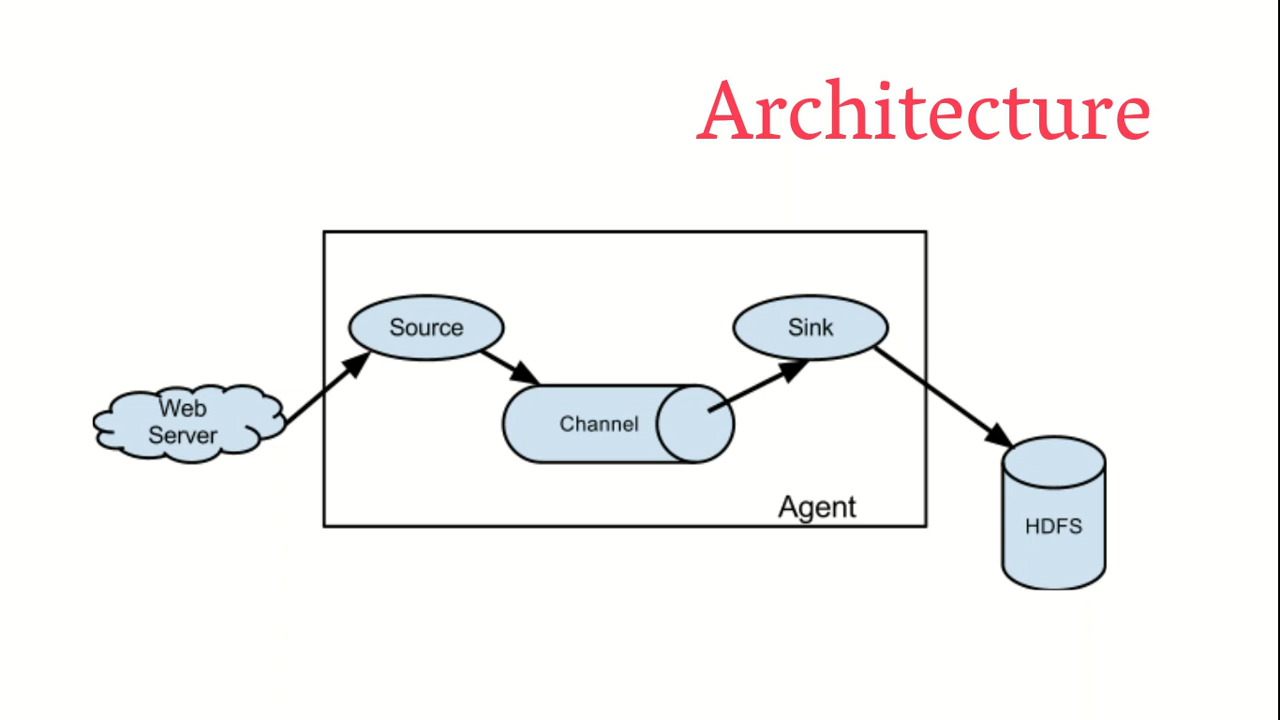 Architecture
Source
Sink
Web
Server
Channel
Agent
HDFS